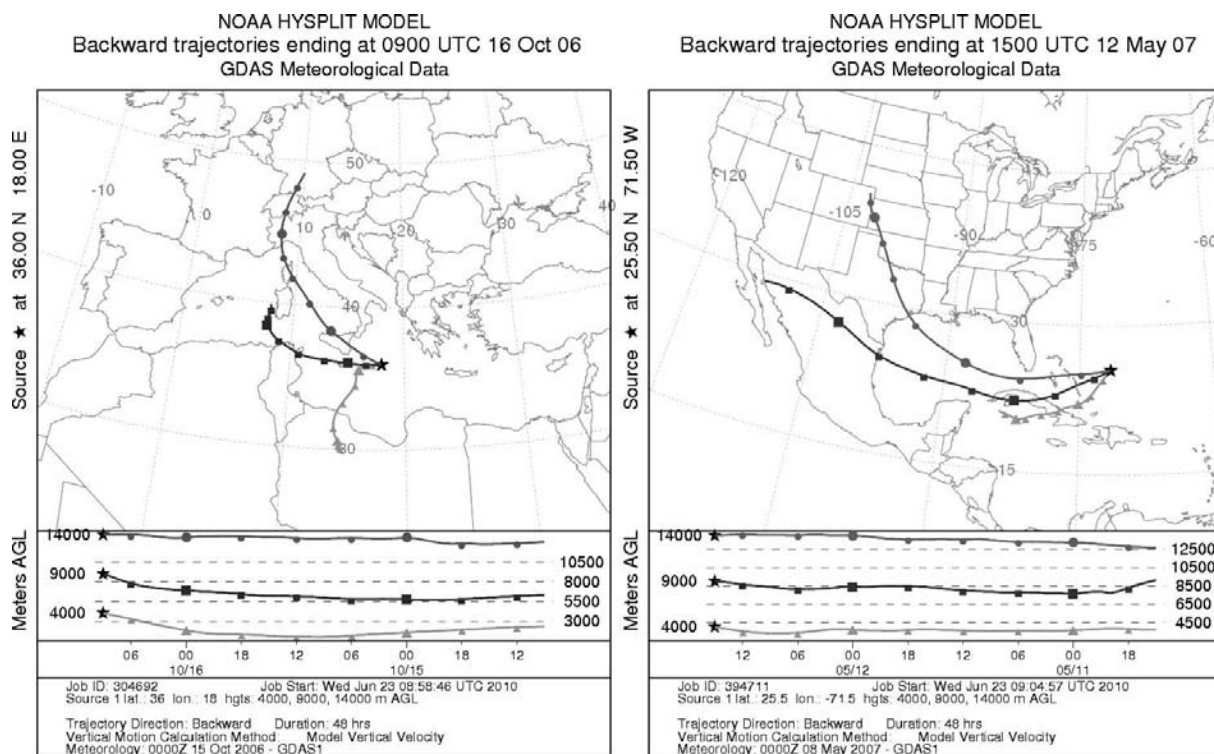 NOAA HYSPLIT MODEL
Backward trajectories ending at 0900 UTC 16 Oct 06
GDAS Meteorological Data
Source ★ at 36.00 N 18.00 E
-10
0
10
50
20
30
40
40
30
Meters AGL
14000
9000
4000
10500
8000
5500
3000
06 00 18 12 06 00 18 12
10/16 10/15
Job ID: 304692 Job Start: Wed Jun 23 08:58:46 UTC 2010
Source 1 lat.: 36 lon.: 18 hgts: 4000, 9000, 14000 m AGL
Trajectory Direction: Backward Duration: 48 hrs
Vertical Motion Calculation Method: Model Vertical Velocity
Meteorology: 0000Z 15 Oct 2006 - GDAS1
NOAA HYSPLIT MODEL
Backward trajectories ending at 1500 UTC 12 May 07
GDAS Meteorological Data
Source ★ at 25.50 N 71.50 W
-120
-105
-90
-75
-60
45
30
15
Meters AGL
14000
9000
4000
12500
10500
8500
6500
4500
12 06 00 18 12 06 00 18
05/12 05/11
Job ID: 394711 Job Start: Wed Jun 23 09:04:57 UTC 2010
Source 1 lat.: 25.5 lon.: -71.5 hgts: 4000, 9000, 14000 m AGL
Trajectory Direction: Backward Duration: 48 hrs
Vertical Motion Calculation Method: Model Vertical Velocity
Meteorology: 0000Z 08 May 2007 - GDAS1